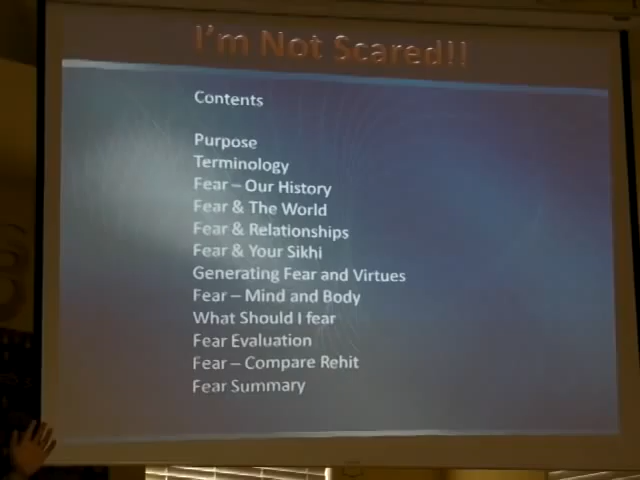 I'm Not Scared!!
Contents
Purpose
Terminology
Fear – Our History
Fear & The World
Fear & Relationships
Fear & Your Sikhi
Generating Fear and Virtues
Fear – Mind and Body
What Should I fear
Fear Evaluation
Fear – Compare Rehit
Fear Summary